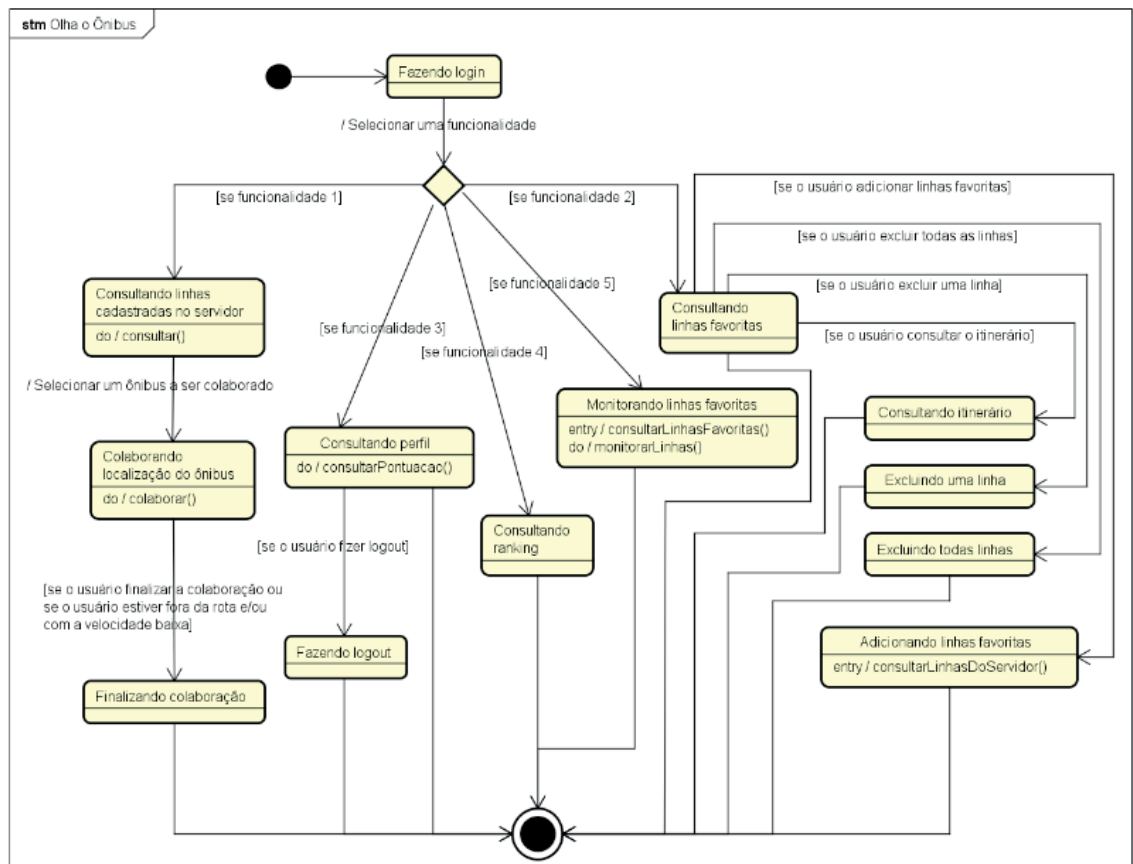 stm Olha o Ônibus
Fazendo login
/ Selecionar uma funcionalidade
[se funcionalidade 1]
[se funcionalidade 2]
[se o usuário adicionar linhas favoritas]
[se o usuário excluir todas as linhas]
[se o usuário excluir uma linha]
[se o usuário consultar o itinerário]
[se funcionalidade 5]
[se funcionalidade 3]
[se funcionalidade 4]
Consultando linhas
cadastradas no servidor
do / consultar()
Consultando
linhas favoritas
/ Selecionar um ônibus a ser colaborado
Monitorando linhas favoritas
entry / consultarLinhasFavoritas()
do / monitorarLinhas()
Consultando itinerário
Consultando perfil
do / consultarPontuacao()
Colaborando
localização do ônibus
do / colaborar()
Excluindo uma linha
Consultando
ranking
Excluindo todas linhas
[se o usuário fizer logout]
[se o usuário finalizar a colaboração ou
se o usuário estiver fora da rota e/ou
com a velocidade baixa]
Fazendo logout
Adicionando linhas favoritas
entry / consultarLinhasDoServidor()
Finalizando colaboração